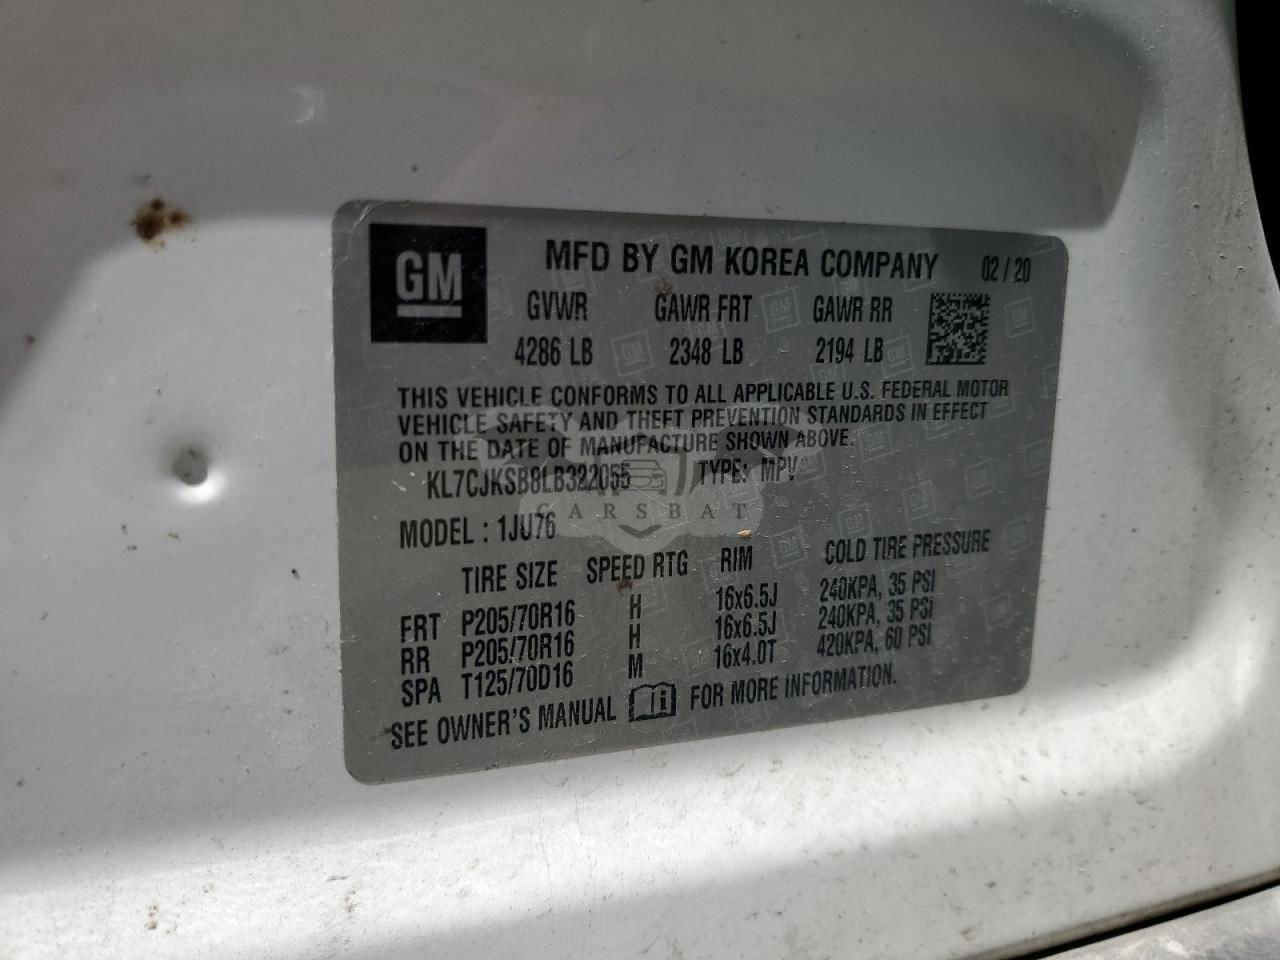 GM
MFD BY GM KOREA COMPANY 02 / 20
GVWR GAWR FRT GAWR RR
4286 LB 2348 LB 2194 LB
THIS VEHICLE CONFORMS TO ALL APPLICABLE U.S. FEDERAL MOTOR
VEHICLE SAFETY AND THEFT PREVENTION STANDARDS IN EFFECT
ON THE DATE OF MANUFACTURE SHOWN ABOVE.
KL7CJKSB8LB322055 TYPE: MPV
CARSBAT
MODEL : 1JU76
TIRE SIZE SPEED RTG RIM COLD TIRE PRESSURE
FRT P205/70R16 H 16x6.5J 240KPA, 35 PSI
RR P205/70R16 H 16x6.5J 240KPA, 35 PSI
SPA T125/70D16 M 16x4.0T 420KPA, 60 PSI
SEE OWNER'S MANUAL i FOR MORE INFORMATION.